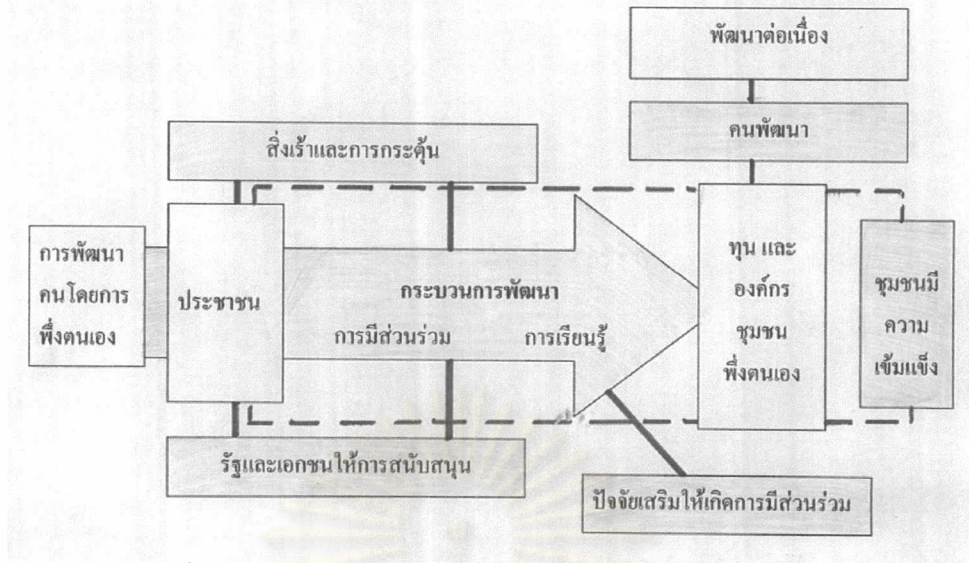 พัฒนาต่อเนื่อง
คนพัฒนา
สิ่งเร้าและการกระตุ้น
การพัฒนา
คนโดยการ
พึ่งตนเอง
ประชาชน
กระบวนการพัฒนา
การมีส่วนร่วม การเรียนรู้
ทุน และ
องค์กร
ชุมชน
พึ่งตนเอง
ชุมชนมี
ความ
เข้มแข็ง
รัฐและเอกชนให้การสนับสนุน
ปัจจัยเสริมให้เกิดการมีส่วนร่วม